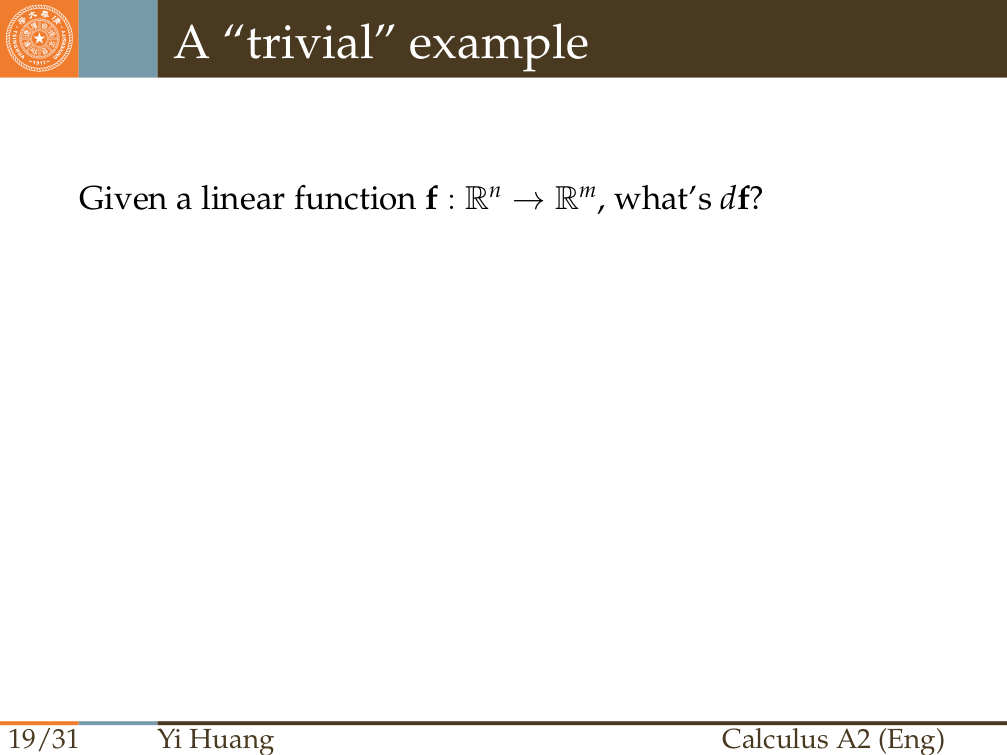 A “trivial” example
Given a linear function f : ℝⁿ → ℝᵐ, what’s df?
19/31 Yi Huang Calculus A2 (Eng)